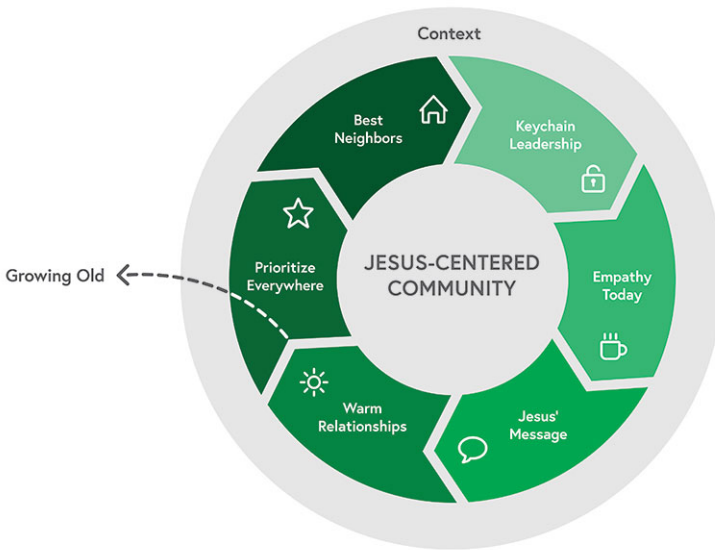 Context
Best
Neighbors
Keychain
Leadership
Growing Old
Prioritize
Everywhere
JESUS-CENTERED
COMMUNITY
Empathy
Today
Warm
Relationships
Jesus'
Message